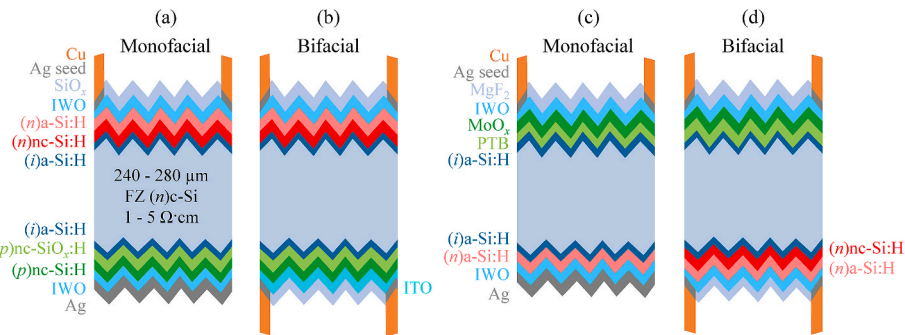 (a)
(b)
(c)
(d)
Monofacial
Bifacial
Monofacial
Bifacial
Cu
Ag seed
SiOₓ
IWO
(n)a-Si:H
(n)nc-Si:H
(i)a-Si:H
240 - 280 µm
FZ (n)c-Si
1 - 5 Ω·cm
(i)a-Si:H
(p)nc-SiOₓ:H
(p)nc-Si:H
IWO
Ag
ITO
Cu
Ag seed
MgF₂
IWO
MoOₓ
PTB
(i)a-Si:H
(i)a-Si:H
(n)a-Si:H
IWO
Ag
(n)nc-Si:H
(n)a-Si:H